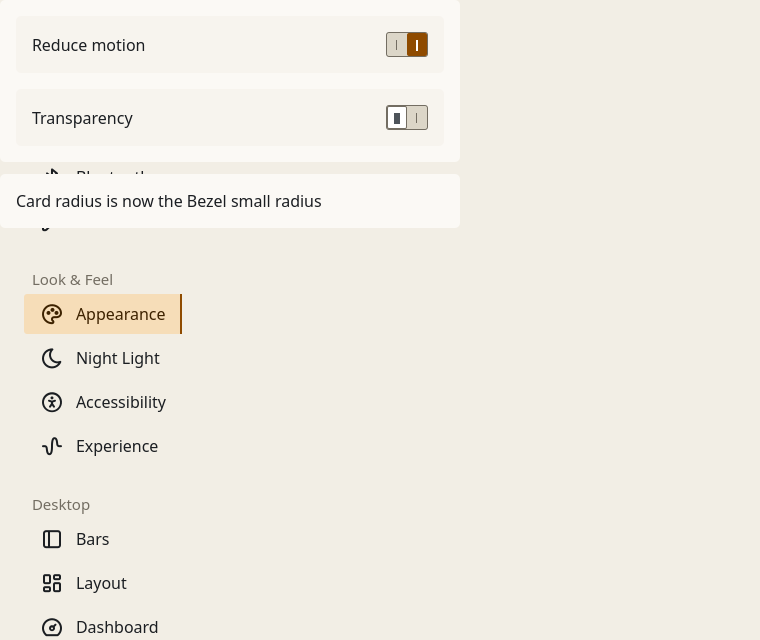 Reduce motion
Transparency
Card radius is now the Bezel small radius
Look & Feel
Appearance
Night Light
Accessibility
Experience
Desktop
Bars
Layout
Dashboard